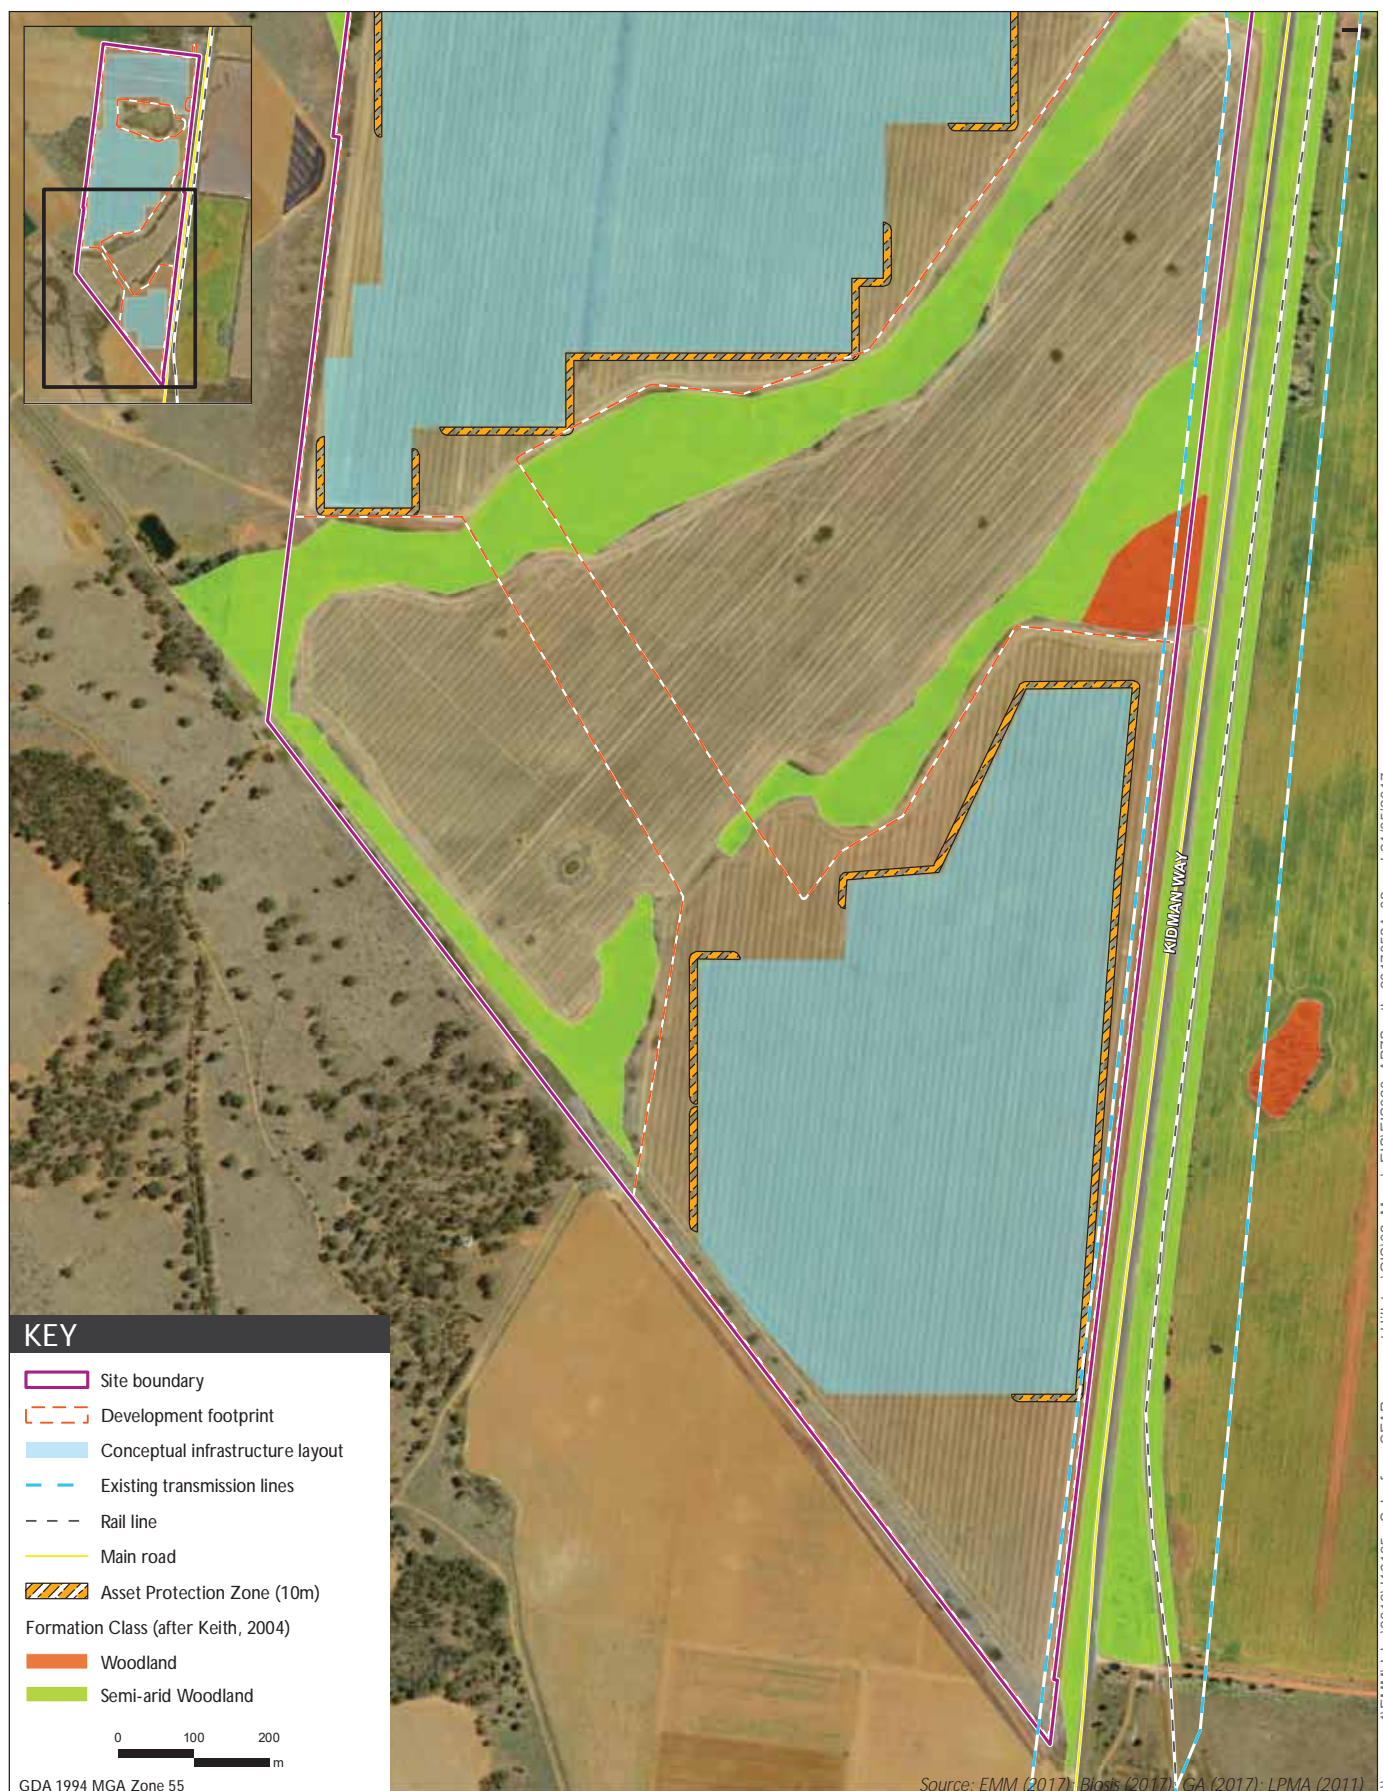 KIDMAN WAY
KEY
Site boundary
Development footprint
Conceptual infrastructure layout
Existing transmission lines
Rail line
Main road
Asset Protection Zone (10m)
Formation Class (after Keith, 2004)
Woodland
Semi-arid Woodland
0 100 200
m
GDA 1994 MGA Zone 55
Source: EMM (2017); Biosis (2017); GA (2017); LPMA (2011)